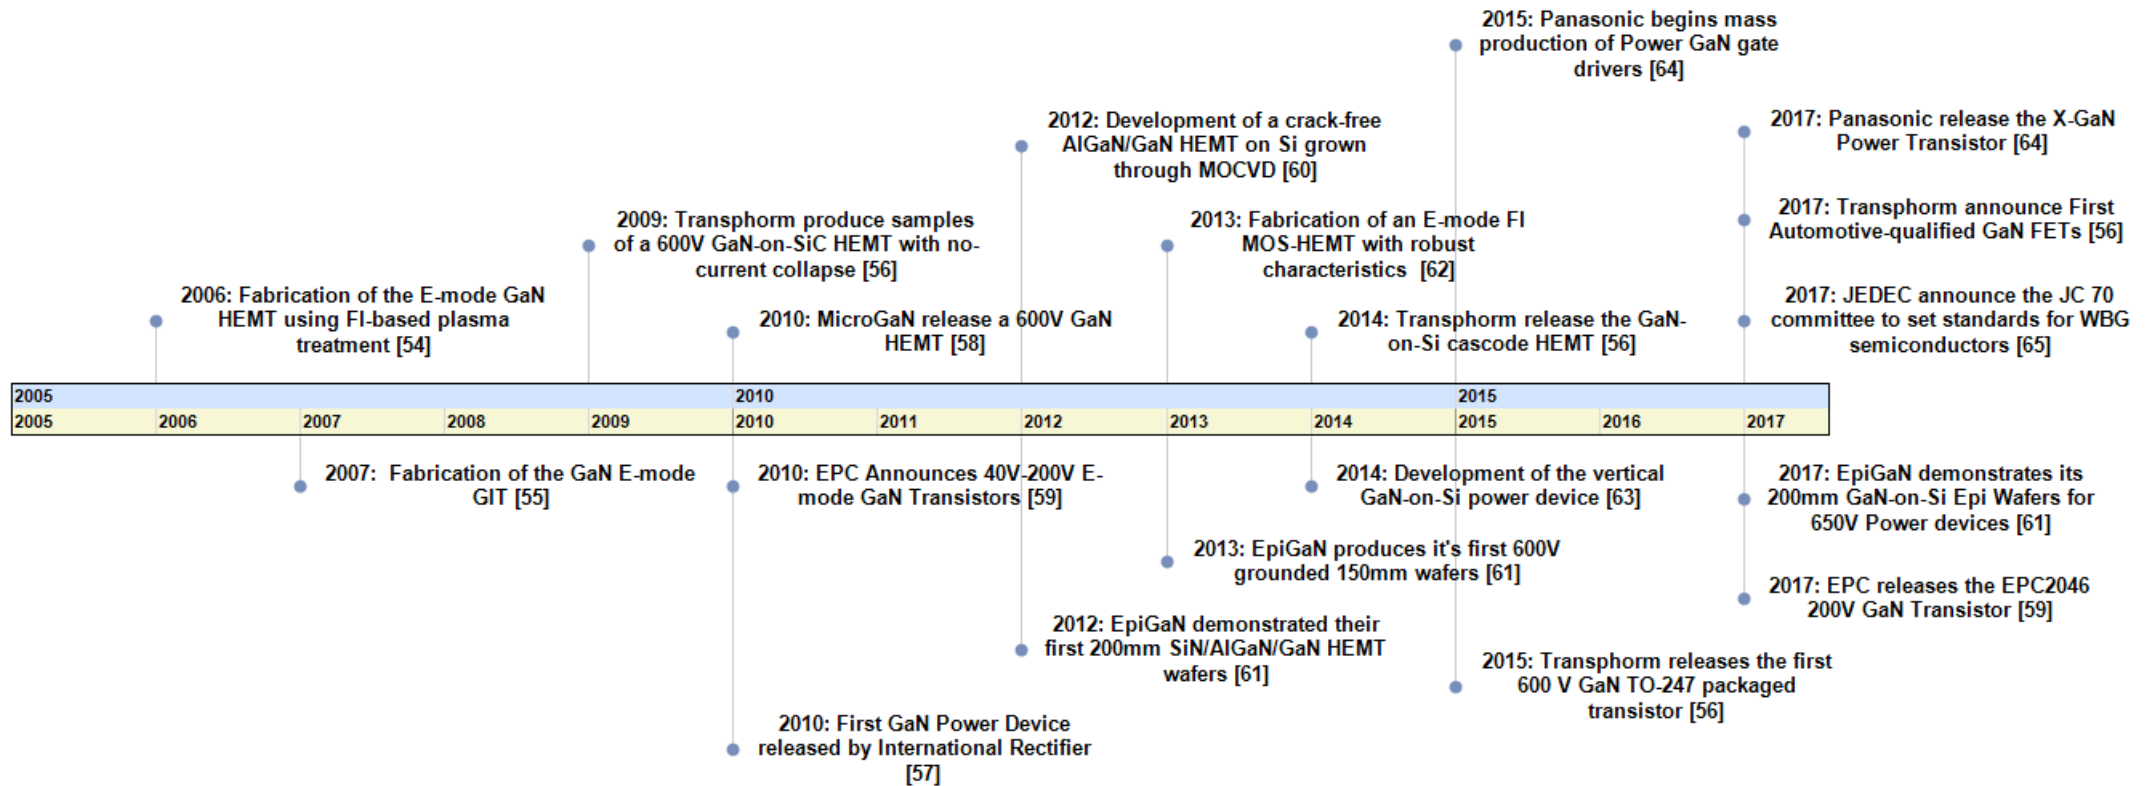 2015: Panasonic begins mass
production of Power GaN gate
drivers [64]
2012: Development of a crack-free
AlGaN/GaN HEMT on Si grown
through MOCVD [60]
2017: Panasonic release the X-GaN
Power Transistor [64]
2009: Transphorm produce samples
of a 600V GaN-on-SiC HEMT with no-
current collapse [56]
2013: Fabrication of an E-mode FI
MOS-HEMT with robust
characteristics [62]
2017: Transphorm announce First
Automotive-qualified GaN FETs [56]
2006: Fabrication of the E-mode GaN
HEMT using FI-based plasma
treatment [54]
2010: MicroGaN release a 600V GaN
HEMT [58]
2014: Transphorm release the GaN-
on-Si cascode HEMT [56]
2017: JEDEC announce the JC 70
committee to set standards for WBG
semiconductors [65]
2005 2010 2015
2005 2006 2007 2008 2009 2010 2011 2012 2013 2014 2015 2016 2017
2007: Fabrication of the GaN E-mode
GIT [55]
2010: EPC Announces 40V-200V E-
mode GaN Transistors [59]
2014: Development of the vertical
GaN-on-Si power device [63]
2017: EpiGaN demonstrates its
200mm GaN-on-Si Epi Wafers for
650V Power devices [61]
2013: EpiGaN produces it's first 600V
grounded 150mm wafers [61]
2017: EPC releases the EPC2046
200V GaN Transistor [59]
2012: EpiGaN demonstrated their
first 200mm SiN/AlGaN/GaN HEMT
wafers [61]
2015: Transphorm releases the first
600 V GaN TO-247 packaged
transistor [56]
2010: First GaN Power Device
released by International Rectifier
[57]